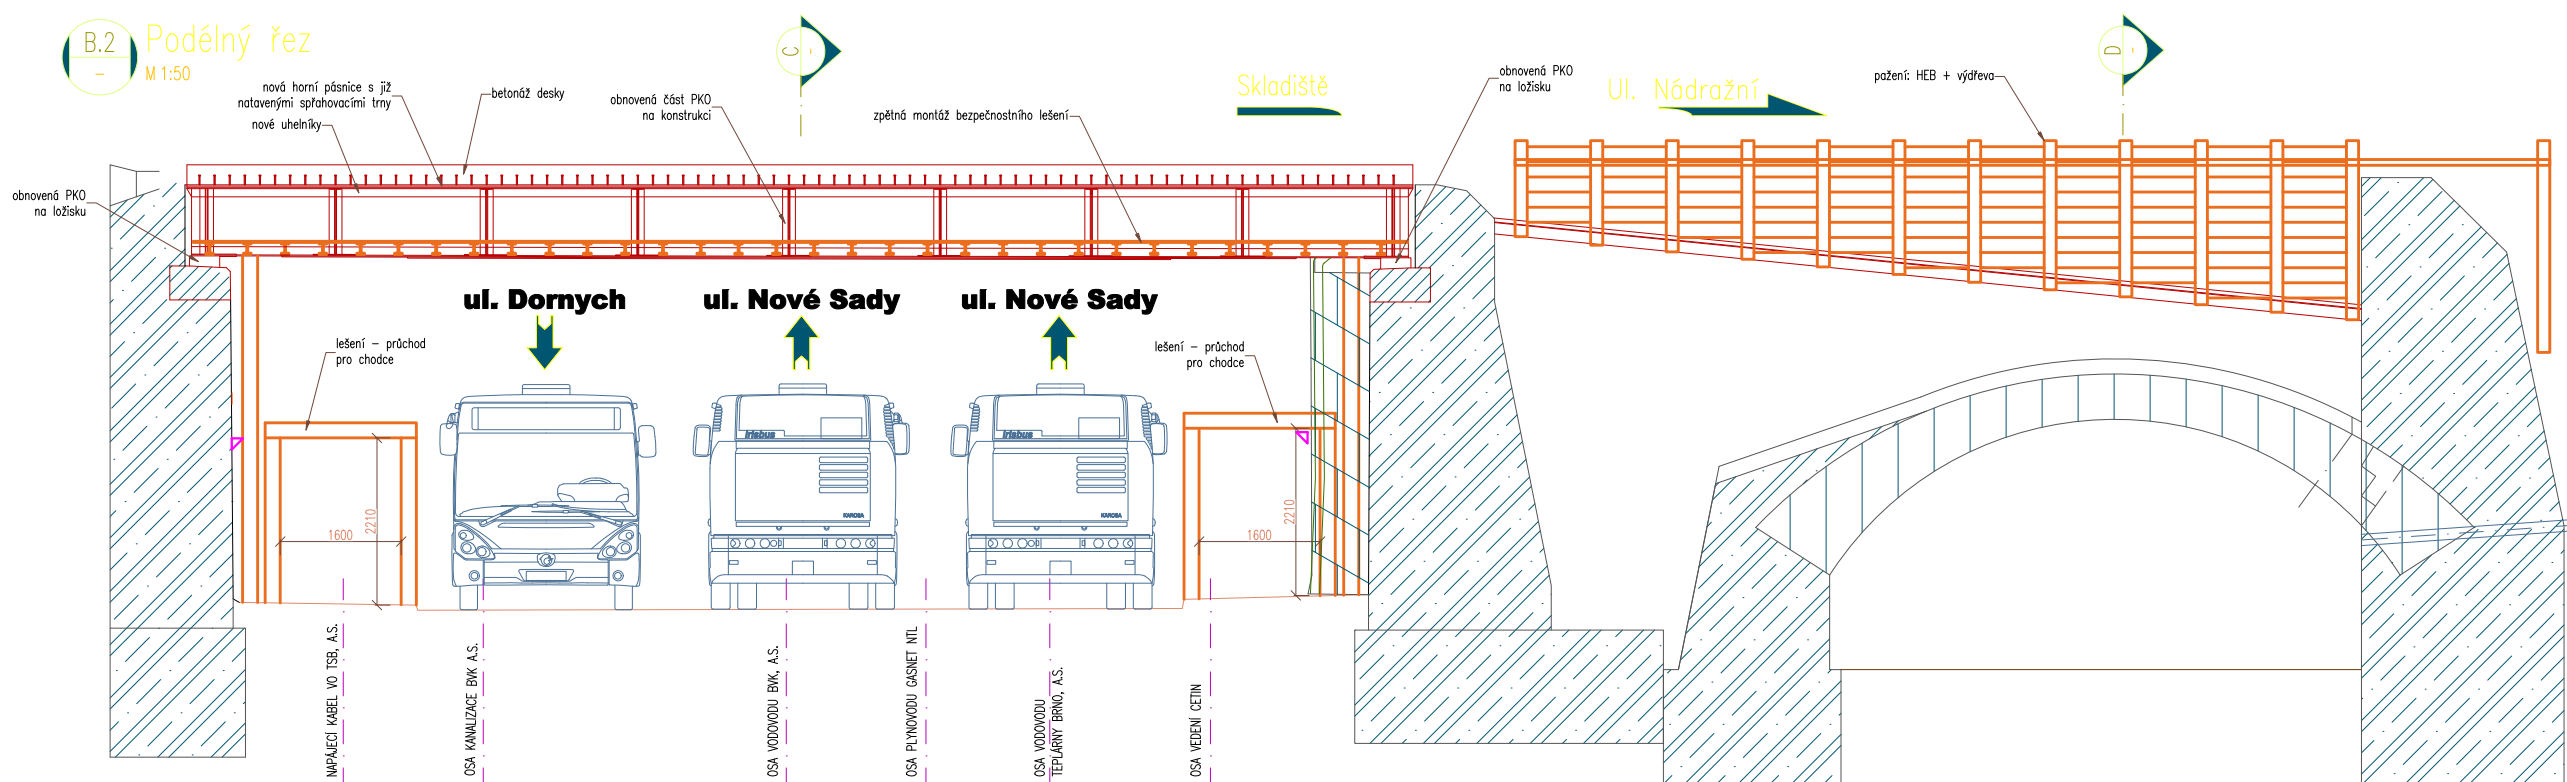 B.2
-
Podélný řez
M 1:50
nová horní pásnice s již
natavenými spřahovacími trny
nové uhelníky
betonáž desky
obnovená část PKO
na konstrukci
C
-
zpětná montáž bezpečnostního lešení
Skladiště
obnovená PKO
na ložisku
Ul. Nádražní
pažení: HEB + výdřeva
D
-
obnovená PKO
na ložisku
ul. Dornych
ul. Nové Sady
ul. Nové Sady
lešení – průchod
pro chodce
lešení – průchod
pro chodce
Irisbus
Irisbus
KAROSA
KAROSA
1600
2210
1600
2210
NAPÁJECÍ KABEL VO TSB, A.S.
OSA KANALIZACE BVK A.S.
OSA VODOVODU BVK, A.S.
OSA PLYNOVODU GASNET NTL
OSA VODOVODU
TEPLÁRNY BRNO, A.S.
OSA VEDENÍ CETIN